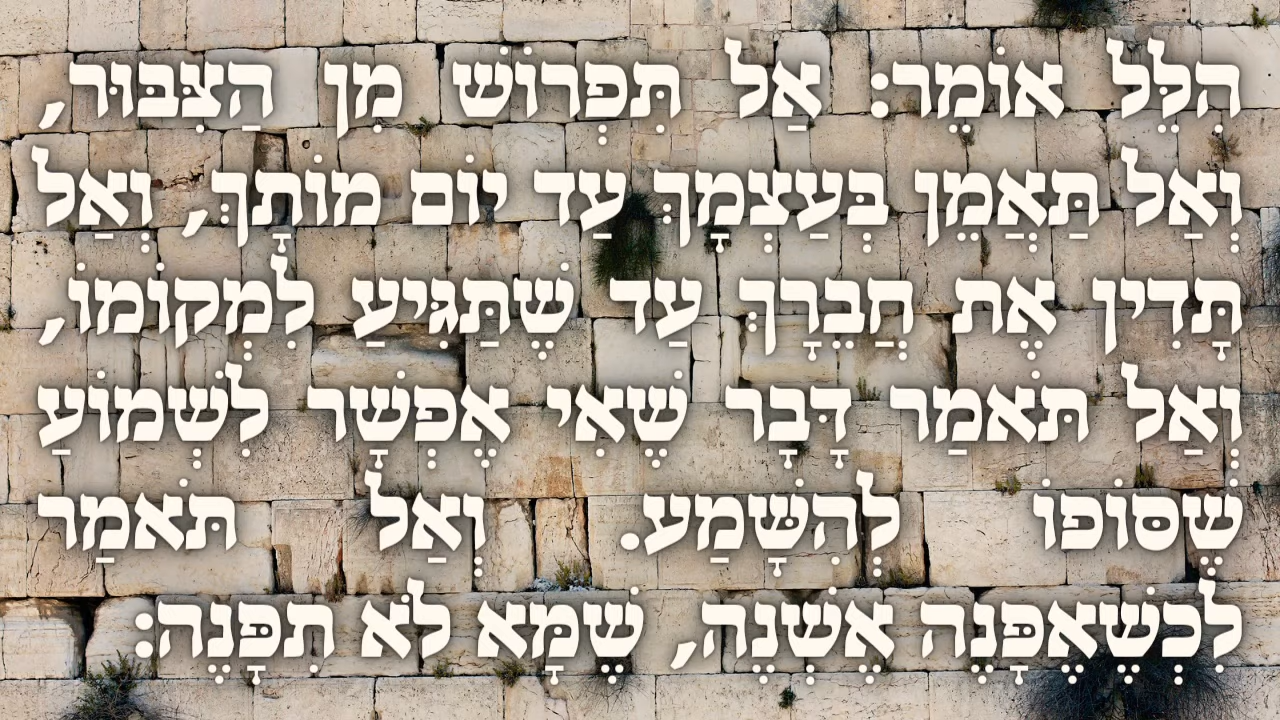 הִלֵּל אוֹמֵר: אַל תִּפְרוֹשׁ מִן הַצִּבּוּר,
וְאַל תַּאֲמֵן בְּעַצְמָךְ עַד יוֹם מוֹתָךְ, וְאַל
תָּדִין אֶת חֲבֵרָךְ עַד שֶׁתַּגִּיעַ לִמְקוֹמוֹ,
וְאַל תֹּאמַר דָּבָר שֶׁאִי אֶפְשָׁר לִשְׁמוֹעַ
שֶׁסּוֹפוֹ לְהִשָּׁמַע. וְאַל תֹּאמַר
לִכְשֶׁאֶפָּנֶה אֶשְׁנֶה, שֶׁמָּא לֹא תִפָּנֶה: